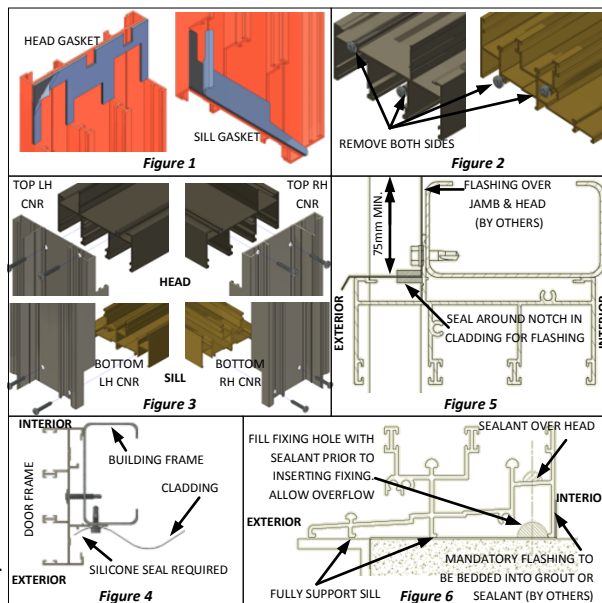 HEAD GASKET
SILL GASKET
Figure 1
REMOVE BOTH SIDES
Figure 2
TOP LH
CNR
TOP RH
CNR
HEAD
BOTTOM
LH CNR
SILL
BOTTOM
RH CNR
Figure 3
75mm MIN.
FLASHING OVER
JAMB & HEAD
(BY OTHERS)
EXTERIOR
SEAL AROUND NOTCH IN
CLADDING FOR FLASHING
INTERIOR
Figure 5
INTERIOR
DOOR FRAME
BUILDING FRAME
CLADDING
SILICONE SEAL REQUIRED
EXTERIOR
Figure 4
FILL FIXING HOLE WITH
SEALANT PRIOR TO
INSERTING FIXING.
ALLOW OVERFLOW
SEALANT OVER HEAD
EXTERIOR
INTERIO
FULLY SUPPORT SILL
MANDATORY FLASHING TO
BE BEDDED INTO GROUT OR
SEALANT (BY OTHERS)
Figure 6